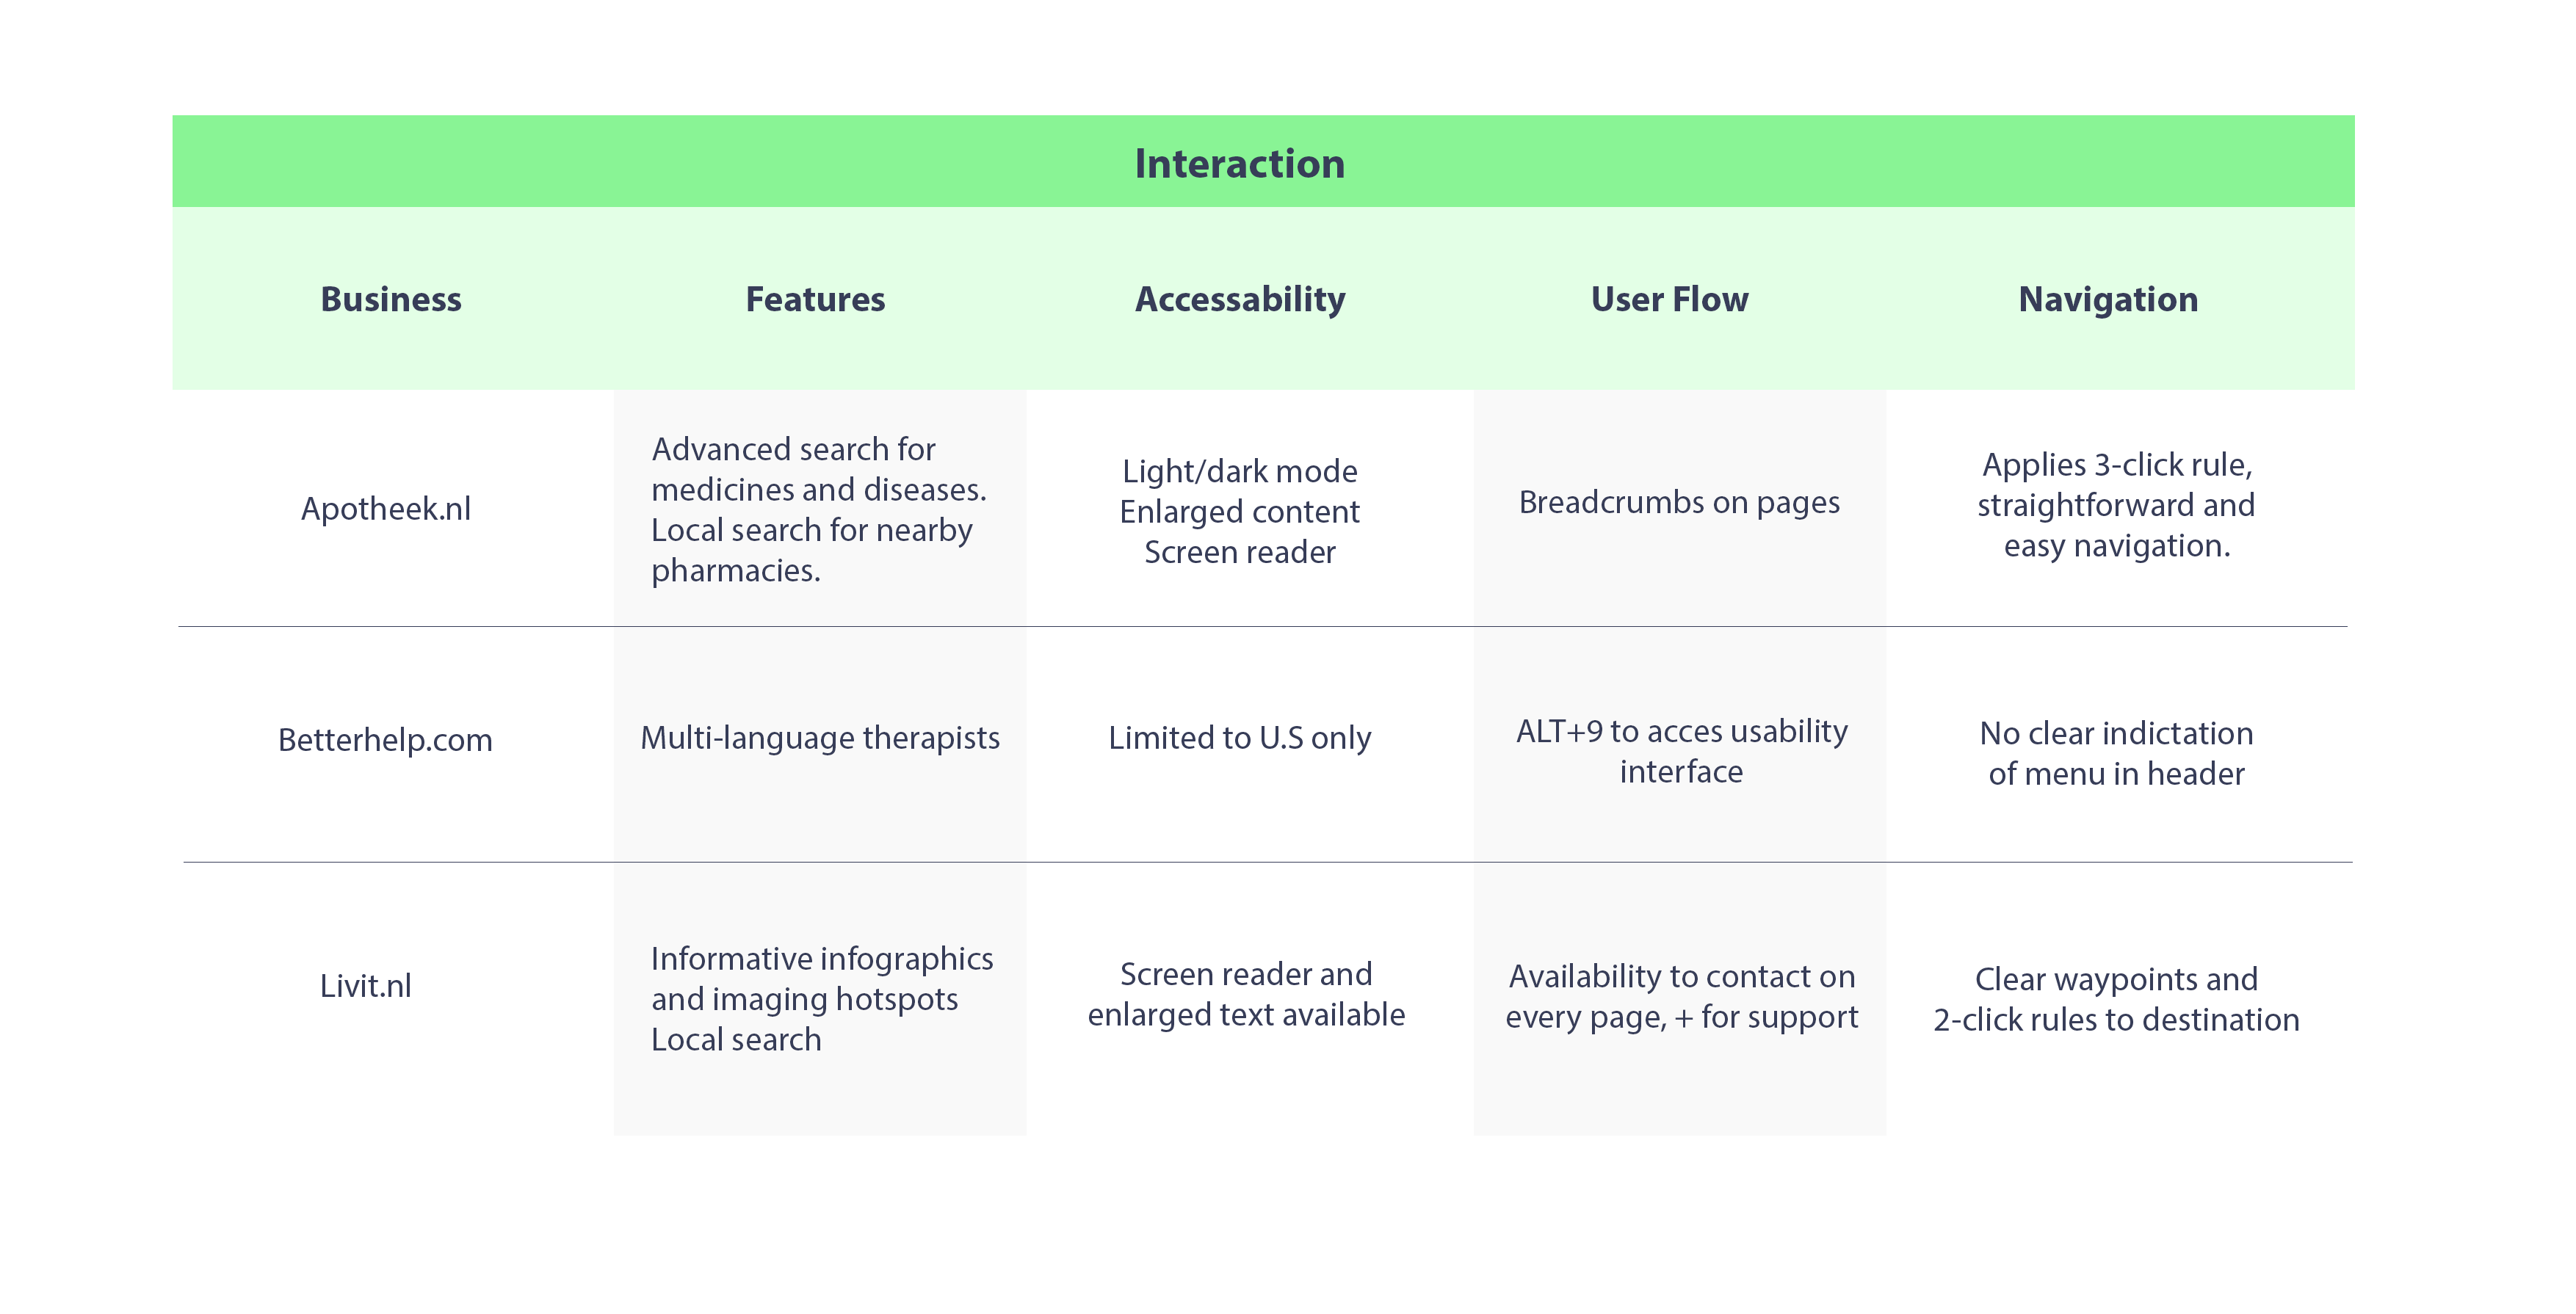 Interaction
Business
Features
Accessability
User Flow
Navigation
Apotheek.nl
Advanced search for
medicines and diseases.
Local search for nearby
pharmacies.
Light/dark mode
Enlarged content
Screen reader
Breadcrumbs on pages
Applies 3-click rule,
straightforward and
easy navigation.
Betterhelp.com
Multi-language therapists
Limited to U.S only
ALT+9 to acces usability
interface
No clear indictation
of menu in header
Livit.nl
Informative infographics
and imaging hotspots
Local search
Screen reader and
enlarged text available
Availability to contact on
every page, + for support
Clear waypoints and
2-click rules to destination